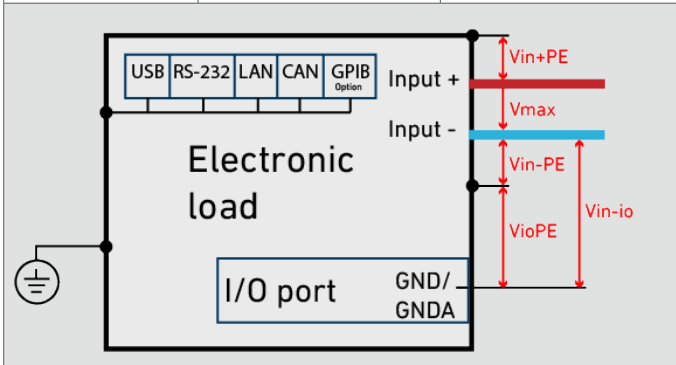 USB RS-232 LAN CAN GPIB
Option
Input +
Input -
Vin+PE
Vmax
Vin-PE
VioPE
Vin-io
Electronic
load
I/O port
GND/
GNDA